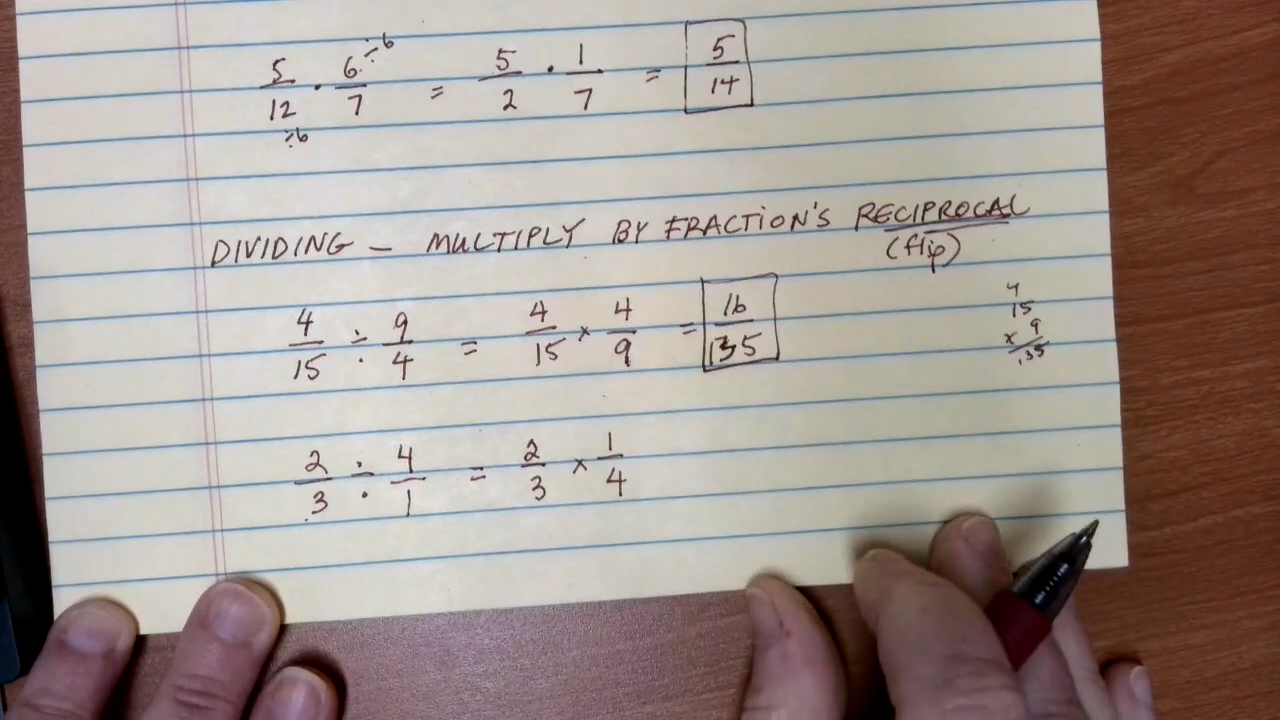 5/12 · 6/7 ÷6 = 5/2 · 1/7 = 5/14
÷6
DIVIDING – MULTIPLY BY FRACTION'S RECIPROCAL
(flip)
4/15 ÷ 9/4 = 4/15 × 4/9 = 16/135
4
15
× 9
135
2/3 ÷ 4/1 = 2/3 × 1/4